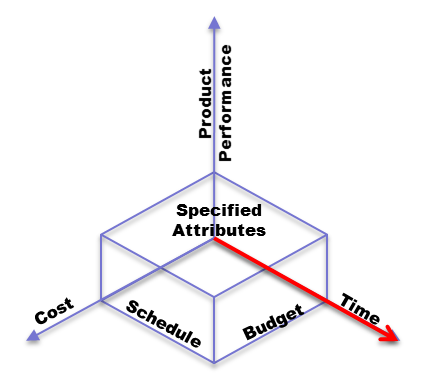 Product
Performance
Specified
Attributes
Cost
Schedule
Budget
Time